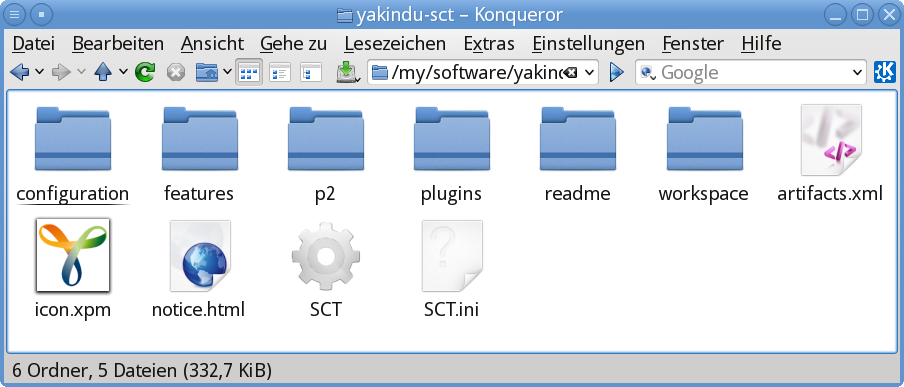 yakindu-sct – Konqueror
Datei Bearbeiten Ansicht Gehe zu Lesezeichen Extras Einstellungen Fenster Hilfe
/my/software/yakind Google
configuration features p2 plugins readme workspace artifacts.xml
icon.xpm notice.html SCT SCT.ini
6 Ordner, 5 Dateien (332,7 KiB)